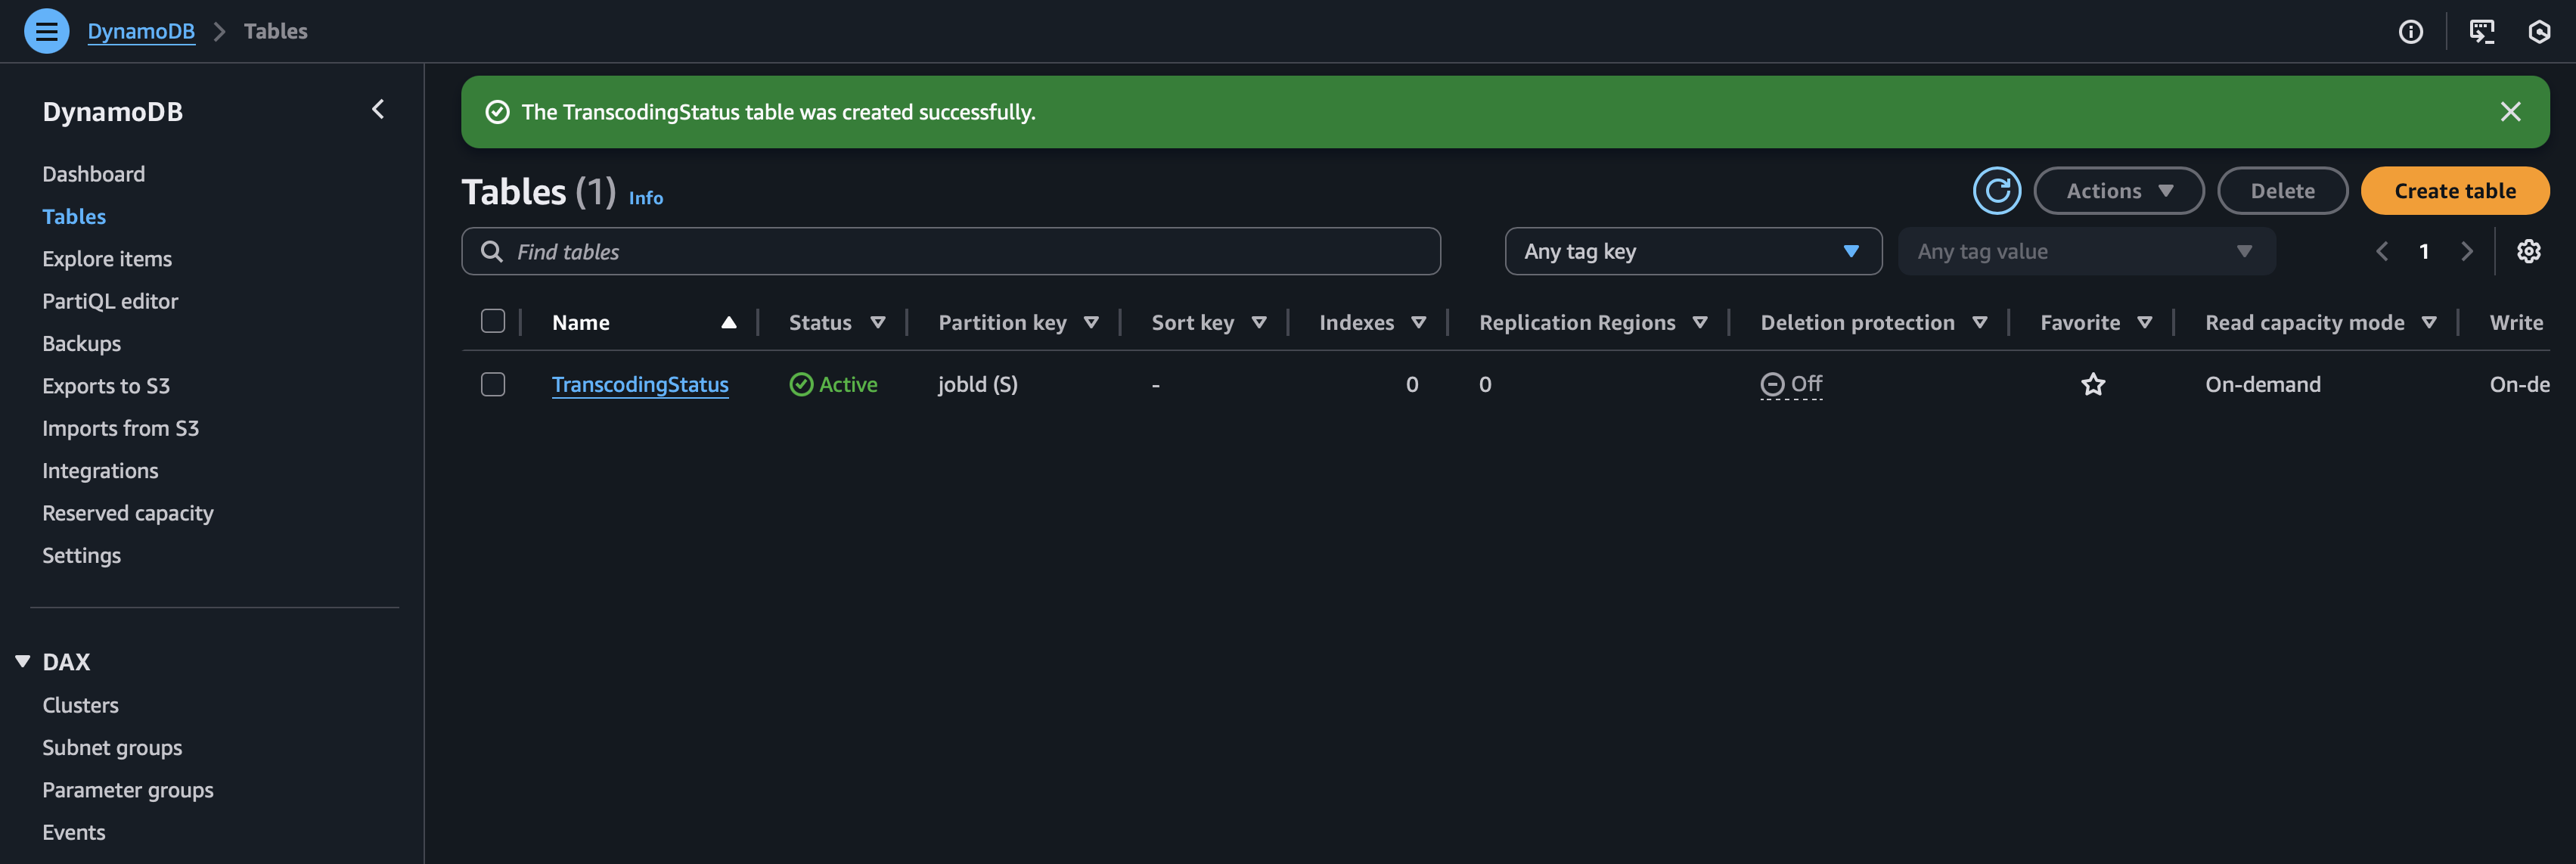 DynamoDB > Tables
DynamoDB
Dashboard
Tables
Explore items
PartiQL editor
Backups
Exports to S3
Imports from S3
Integrations
Reserved capacity
Settings
DAX
Clusters
Subnet groups
Parameter groups
Events
The TranscodingStatus table was created successfully.
Tables (1) Info
Actions Delete Create table
Find tables Any tag key Any tag value 1
Name Status Partition key Sort key Indexes Replication Regions Deletion protection Favorite Read capacity mode Write
TranscodingStatus Active jobId (S) - 0 0 Off On-demand On-de